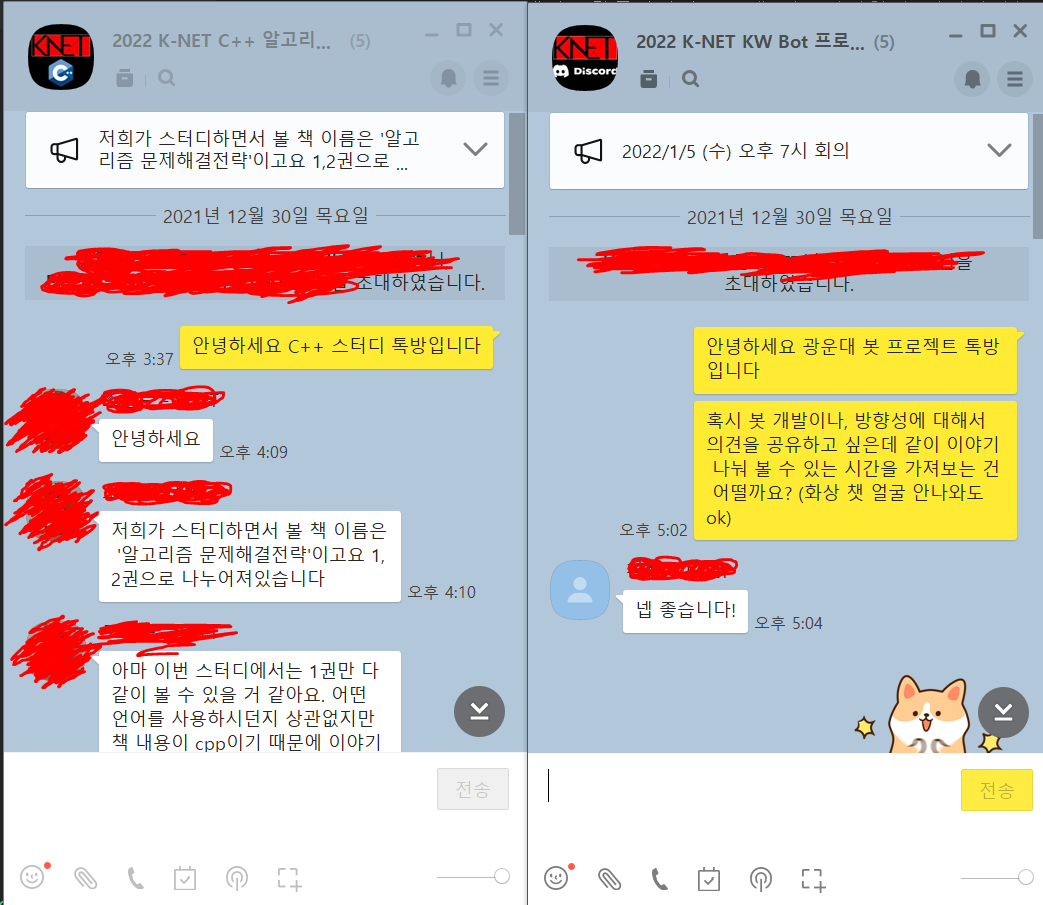 KNET
2022 K-NET C++ 알고리... (5)
저희가 스터디하면서 볼 책 이름은 '알고
리즘 문제해결전략'이고요 1,2권으로 ...
2021년 12월 30일 목요일
초대하였습니다.
안녕하세요 C++ 스터디 톡방입니다
오후 3:37
안녕하세요
오후 4:09
저희가 스터디하면서 볼 책 이름은
'알고리즘 문제해결전략'이고요 1,
2권으로 나누어져있습니다
오후 4:10
아마 이번 스터디에서는 1권만 다
같이 볼 수 있을 거 같아요. 어떤
언어를 사용하시던지 상관없지만
책 내용이 cpp이기 때문에 이야기
전송
KNET
Discord
2022 K-NET KW Bot 프로... (5)
2022/1/5 (수) 오후 7시 회의
2021년 12월 30일 목요일
을
초대하였습니다.
안녕하세요 광운대 봇 프로젝트 톡방
입니다
혹시 봇 개발이나, 방향성에 대해서
의견을 공유하고 싶은데 같이 이야기
나눠 볼 수 있는 시간을 가져보는 건
어떨까요? (화상 챗 얼굴 안나와도
ok)
오후 5:02
넵 좋습니다!
오후 5:04
전송